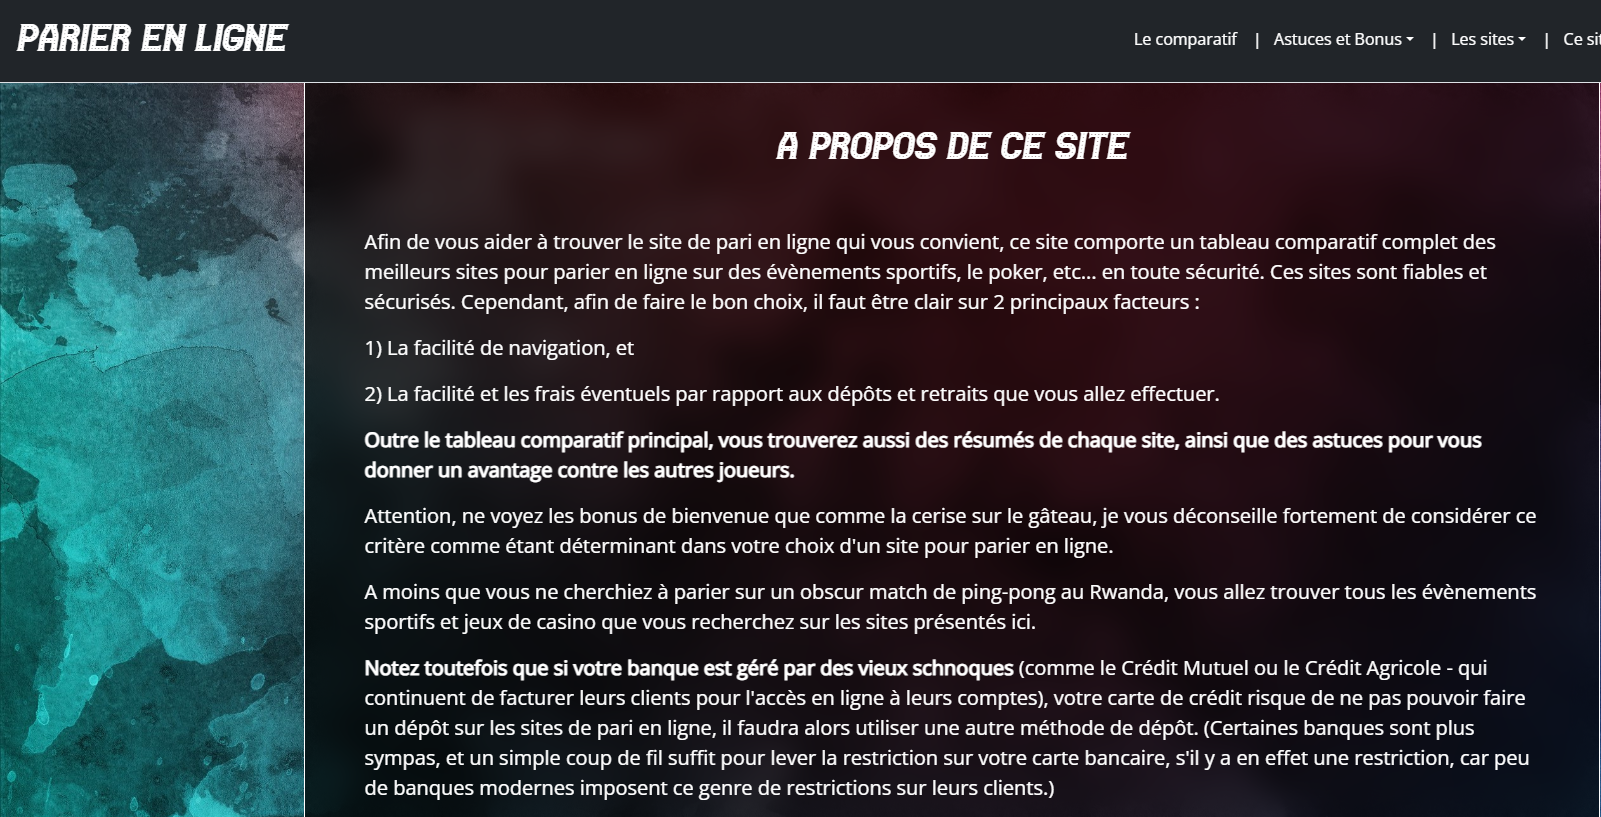 PARIER EN LIGNE
Le comparatif | Astuces et Bonus | Les sites | Ce
A PROPOS DE CE SITE
Afin de vous aider à trouver le site de pari en ligne qui vous convient, ce site comporte un tableau comparatif complet des
meilleurs sites pour parier en ligne sur des évènements sportifs, le poker, etc... en toute sécurité. Ces sites sont fiables et
sécurisés. Cependant, afin de faire le bon choix, il faut être clair sur 2 principaux facteurs :
1) La facilité de navigation, et
2) La facilité et les frais éventuels par rapport aux dépôts et retraits que vous allez effectuer.
Outre le tableau comparatif principal, vous trouverez aussi des résumés de chaque site, ainsi que des astuces pour vous
donner un avantage contre les autres joueurs.
Attention, ne voyez les bonus de bienvenue que comme la cerise sur le gâteau, je vous déconseille fortement de considérer ce
critère comme étant déterminant dans votre choix d'un site pour parier en ligne.
A moins que vous ne cherchiez à parier sur un obscur match de ping-pong au Rwanda, vous allez trouver tous les évènements
sportifs et jeux de casino que vous recherchez sur les sites présentés ici.
Notez toutefois que si votre banque est géré par des vieux schnoques (comme le Crédit Mutuel ou le Crédit Agricole - qui
continuent de facturer leurs clients pour l'accès en ligne à leurs comptes), votre carte de crédit risque de ne pas pouvoir faire
un dépôt sur les sites de pari en ligne, il faudra alors utiliser une autre méthode de dépôt. (Certaines banques sont plus
sympas, et un simple coup de fil suffit pour lever la restriction sur votre carte bancaire, s'il y a en effet une restriction, car peu
de banques modernes imposent ce genre de restrictions sur leurs clients.)